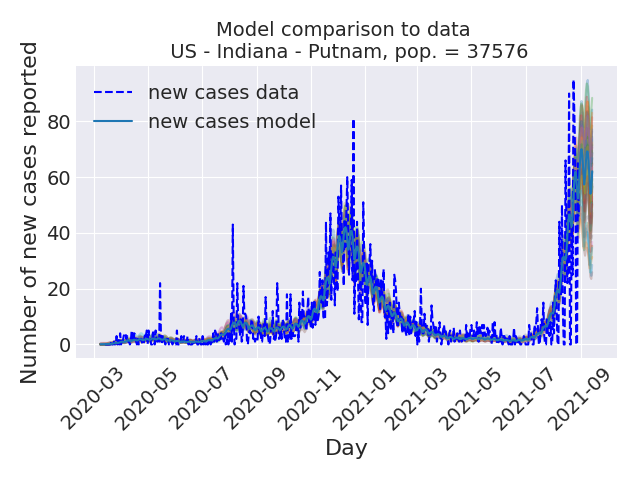 Model comparison to data
US - Indiana - Putnam, pop. = 37576
Number of new cases reported
new cases data
new cases model
80
60
40
20
0
2020-03
2020-05
2020-07
2020-09
2020-11
2021-01
2021-03
2021-05
2021-07
2021-09
Day